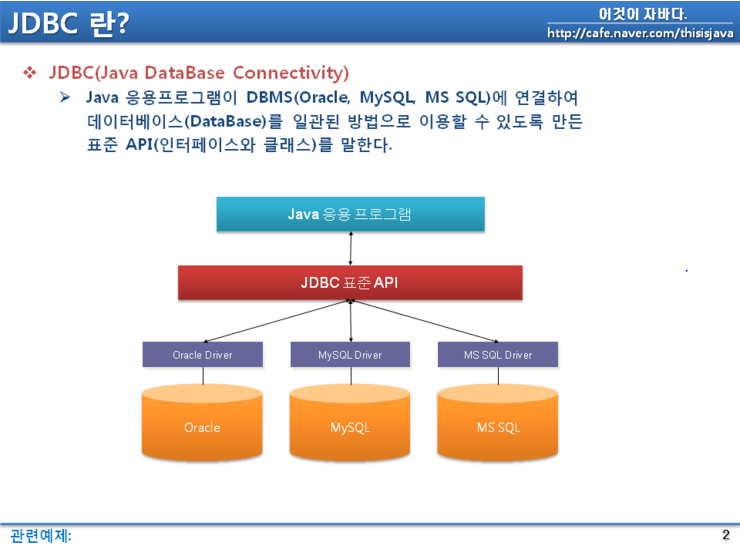 JDBC 란?
이것이 자바다.
http://cafe.naver.com/thisisjava
JDBC(Java DataBase Connectivity)
Java 응용프로그램이 DBMS(Oracle, MySQL, MS SQL)에 연결하여
데이터베이스(DataBase)를 일관된 방법으로 이용할 수 있도록 만든
표준 API(인터페이스와 클래스)를 말한다.
Java 응용 프로그램
JDBC 표준 API
Oracle Driver
MySQL Driver
MS SQL Driver
Oracle
MySQL
MS SQL
관련예제:
2